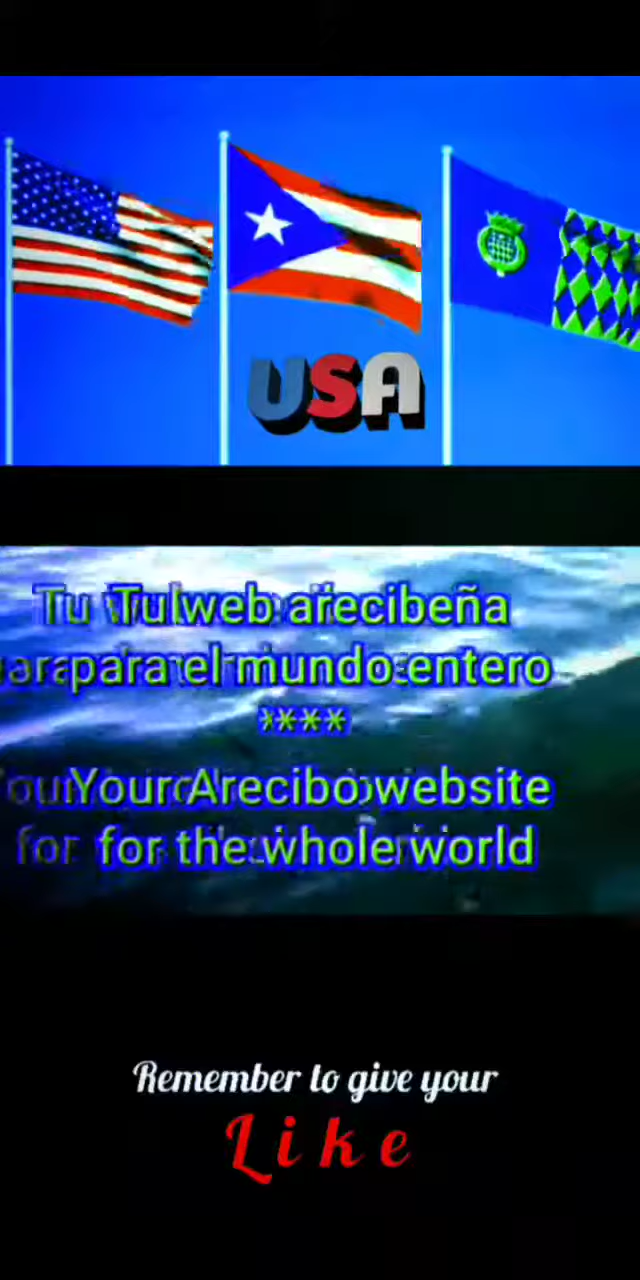 USA
Tu web arecibeña
para el mundo entero
****
Your Arecibo website
for the whole world
Remember to give your
Like